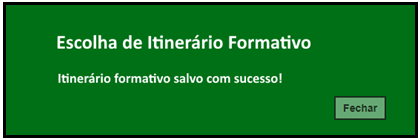 Escolha de Itinerário Formativo
Itinerário formativo salvo com sucesso!
Fechar